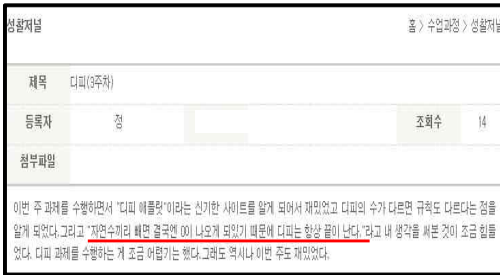 성찰저널
홈 > 수업과정 > 성찰저널
제목 디피(3주차)
등록자 정 조회수 14
첨부파일
이번 주 과제를 수행하면서 "디피 애플릿"이라는 신기한 사이트를 알게 되어서 재밌었고 디피의 수가 다르면 규칙도 다르다는 점을
알게 되었다.그리고 "자연수끼리 빼면 결국엔 0이 나오게 되있기 때문에 디피는 항상 끝이 난다."라고 내 생각을 써본 것이 조금 힘들
었다. 디피 과제를 수행하는 게 조금 어렵기는 했다.그래도 역시나 이번 주도 재밌었다.